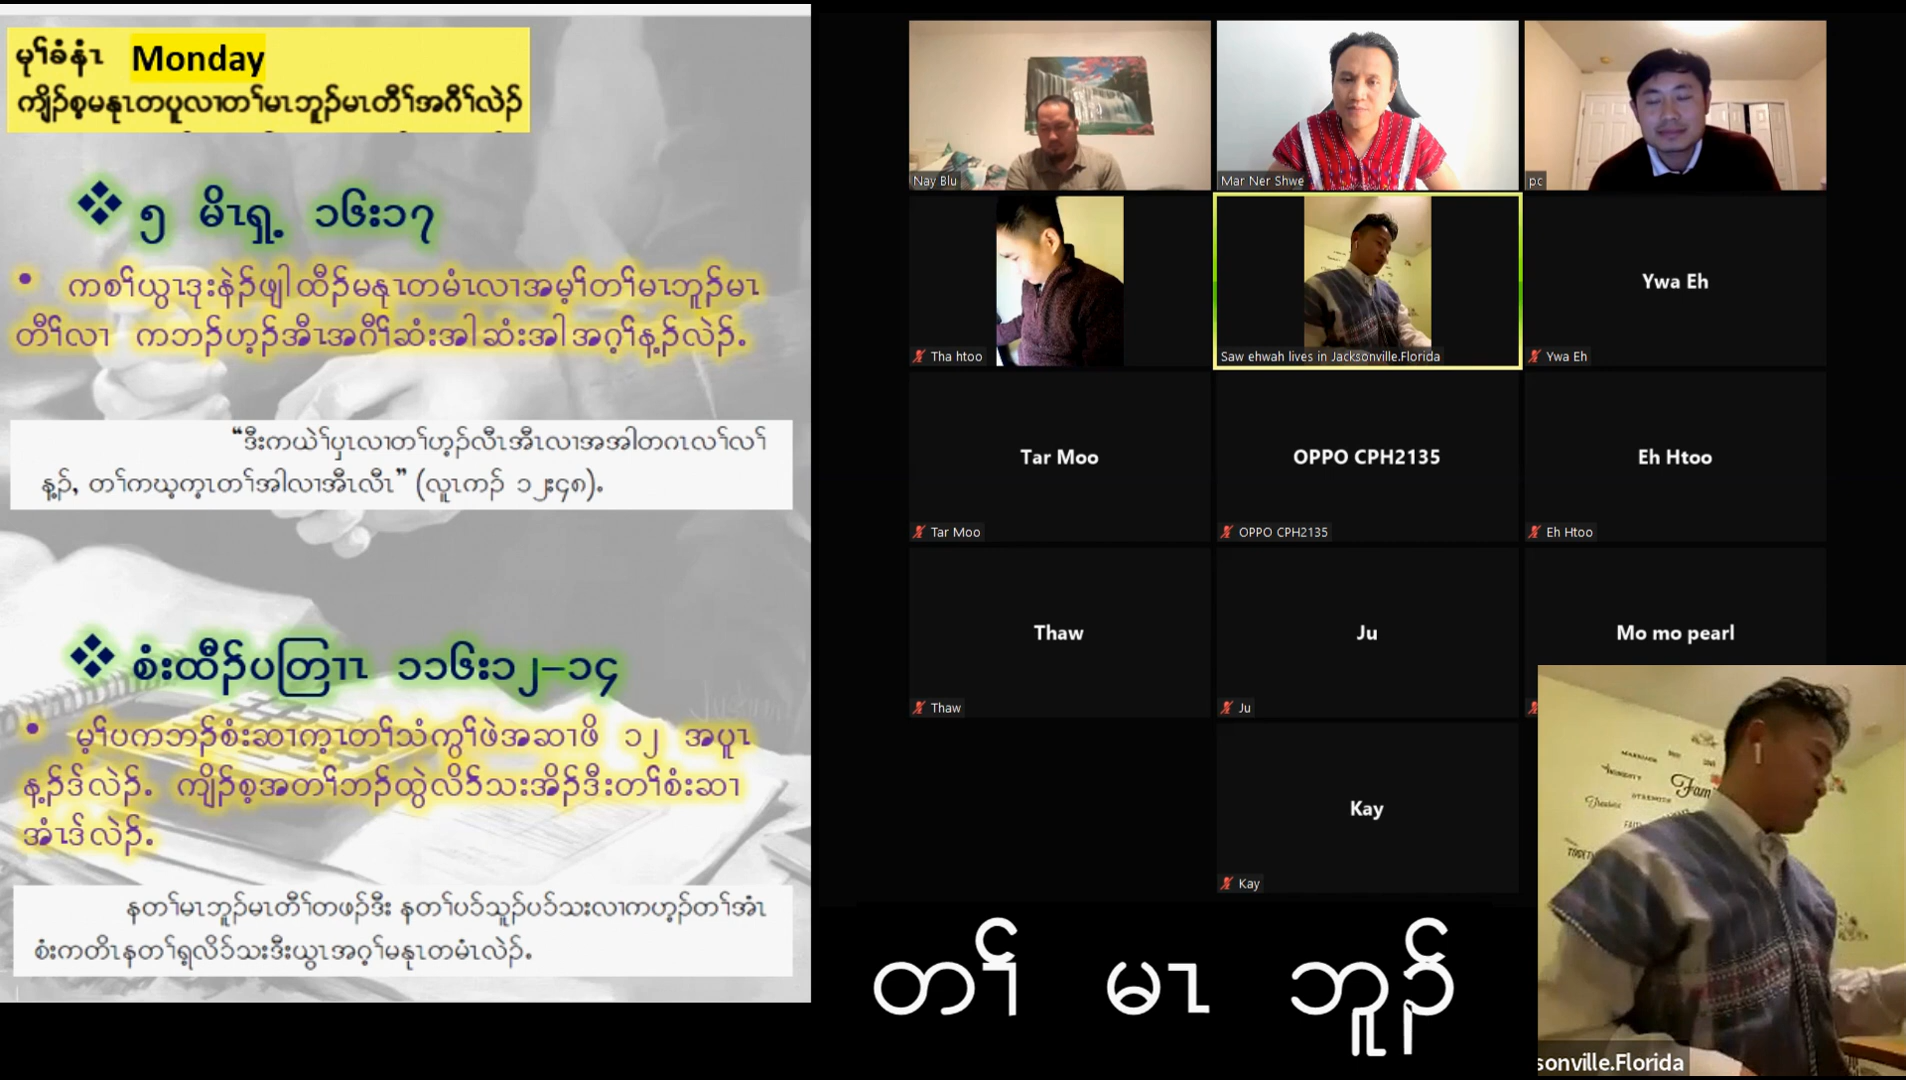 မုၢ်ခံနံၤ Monday
ကျိၣ်စ့မနုၤတပူလၢတၢ်မၤဘူၣ်မၤတီၢ်အဂီၢ်လဲၣ်
၅ မိၤရှ့. ၁၆း၁၇
ကစၢ်ယွၤဒုးနဲၣ်ဖျါထီၣ်မနုၤတမံၤလၢအမ့ၢ်တၢ်မၤဘူၣ်မၤ
တီၢ်လၢ ကဘၣ်ဟ့ၣ်အီၤအဂီၢ်ဆံးအါဆံးအါအဂ့ၢ်န့ၣ်လဲၣ်.
“ဒီးကယဲၢ်ပှၤလၢတၢ်ဟ့ၣ်လီၤအီၤလၢအအါတဂၤလၢ်လၢ်
န့ၣ်, တၢ်ကဃ့က့ၤတၢ်အါလၢအီၤလီၤ” (လူၤကၣ် ၁၂း၄၈).
စံးထီၣ်ပတြၢၤ ၁၁၆း၁၂–၁၄
မ့ၢ်ပကဘၣ်စံးဆၢက့ၤတၢ်သံကွၢ်ဖဲအဆၢဖိ ၁၂ အပူၤ
န့ၣ်ဒ်လဲၣ်. ကျိၣ်စ့အတၢ်ဘၣ်ထွဲလိာ်သးအိၣ်ဒီးတၢ်စံးဆၢ
အံၤဒ်လဲၣ်.
နတၢ်မၤဘူၣ်မၤတီၢ်တဖၣ်ဒီး နတၢ်ပာ်သူၣ်ပာ်သးလၢကဟ့ၣ်တၢ်အံၤ
စံးကတိၤနတၢ်ရ့လိာ်သးဒီးယွၤအဂ့ၢ်မနုၤတမံၤလဲၣ်.
Nay Blu
Mar Ner Shwe
pc
Tha htoo
Saw ehwah lives in Jacksonville.Florida
Ywa Eh
Ywa Eh
Tar Moo
OPPO CPH2135
Eh Htoo
Tar Moo
OPPO CPH2135
Eh Htoo
Thaw
Ju
Mo mo pearl
Thaw
Ju
Kay
Kay
တၢ် မၤ ဘူၣ်
MARRIAGE
Fam
STRENGTH
sonville.Florida